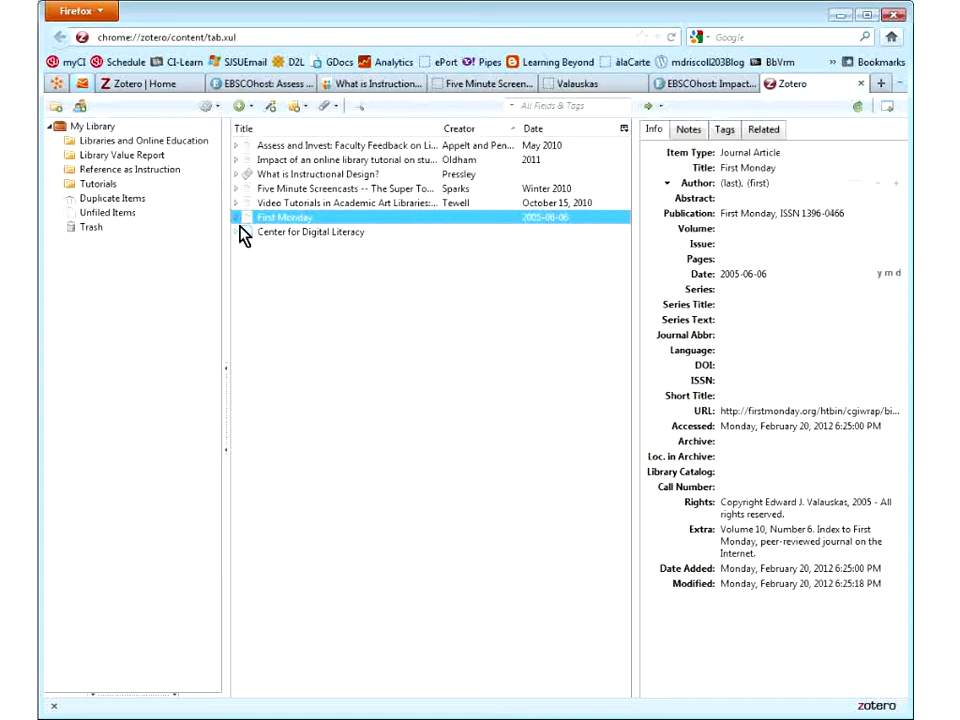 Firefox
chrome://zotero/content/tab.xul
Google
myCI Schedule CI-Learn SJSUEmail D2L GDocs Analytics ePort Pipes Learning Beyond àlaCarte mdriscoll203Blog BbVrm » Bookmarks
Zotero | Home EBSCOhost: Assess ... What is Instruction... Five Minute Screen... Valauskas EBSCOhost: Impact... Zotero
All Fields & Tags
Title Creator Date
Info Notes Tags Related
My Library
Libraries and Online Education
Library Value Report
Reference as Instruction
Tutorials
Duplicate Items
Unfiled Items
Trash
Assess and Invest: Faculty Feedback on Li... Appelt and Pen... May 2010
Impact of an online library tutorial on stu... Oldham 2011
What is Instructional Design? Pressley
Five Minute Screencasts -- The Super To... Sparks Winter 2010
Video Tutorials in Academic Art Libraries:... Tewell October 15, 2010
First Monday 2005-06-06
Center for Digital Literacy
Item Type: Journal Article
Title: First Monday
Author: (last), (first)
Abstract:
Publication: First Monday, ISSN 1396-0466
Volume:
Issue:
Pages:
Date: 2005-06-06 y m d
Series:
Series Title:
Series Text:
Journal Abbr:
Language:
DOI:
ISSN:
Short Title:
URL: http://firstmonday.org/htbin/cgiwrap/bi...
Accessed: Monday, February 20, 2012 6:25:00 PM
Archive:
Loc. in Archive:
Library Catalog:
Call Number:
Rights: Copyright Edward J. Valauskas, 2005 - All
rights reserved.
Extra: Volume 10, Number 6. Index to First
Monday, peer-reviewed journal on the
Internet.
Date Added: Monday, February 20, 2012 6:25:00 PM
Modified: Monday, February 20, 2012 6:25:18 PM
zotero